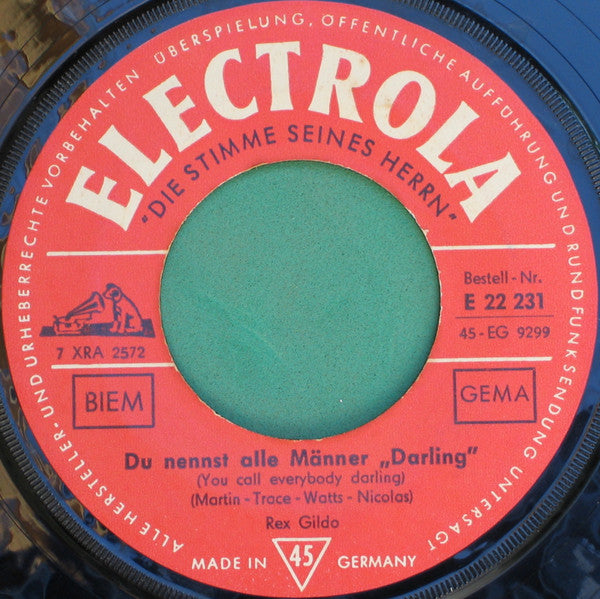 ALLE HERSTELLER- UND URHEBERRECHTE VORBEHALTEN ÜBERSPIELUNG, ÖFFENTLICHE AUFFÜHRUNG UND RUNDFUNKSENDUNG UNTERSAGT
ELECTROLA
"DIE STIMME SEINES HERRN"
Bestell-Nr.
E 22 231
45-EG 9299
7 XRA 2572
BIEM
GEMA
Du nennst alle Männer „Darling"
(You call everybody darling)
(Martin - Trace - Watts - Nicolas)
Rex Gildo
MADE IN 45 GERMANY